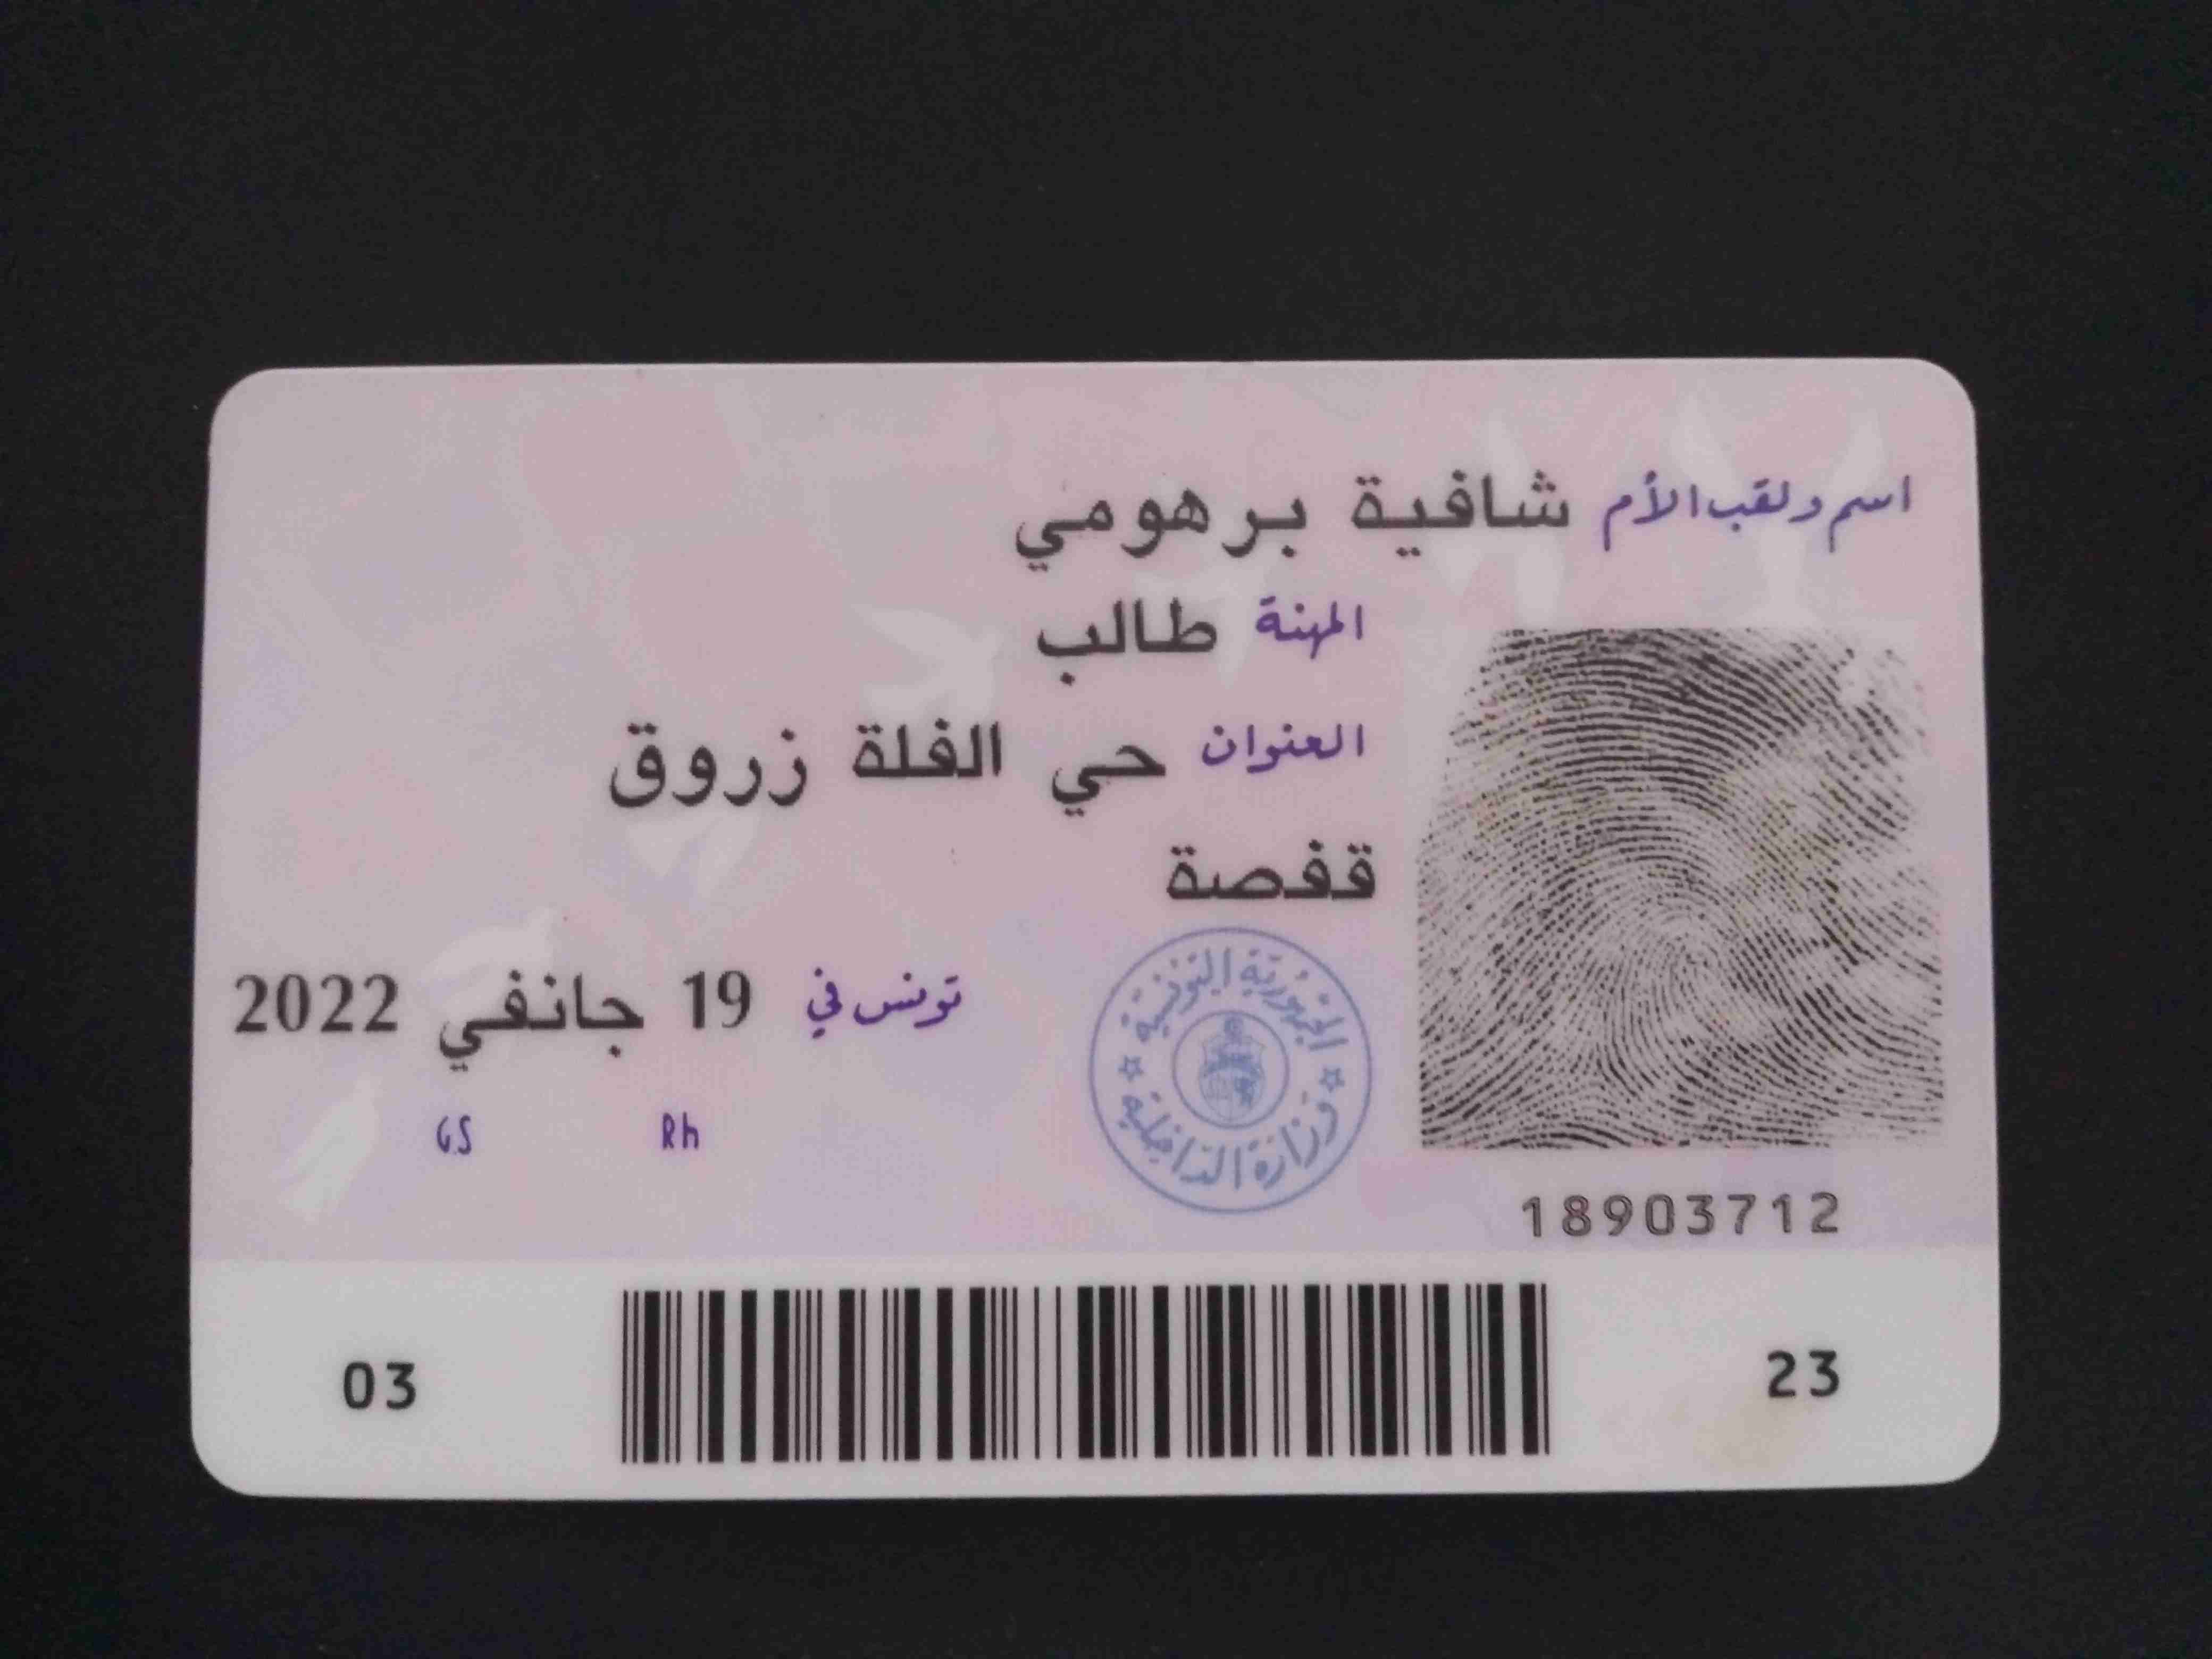 اسم ولقب الأم شافية برهومي
المهنة طالب
العنوان حي الفلة زروق
قفصة
تونس في 19 جانفي 2022
الجمهورية التونسية
وزارة الداخلية
GS Rh
18903712
03 23